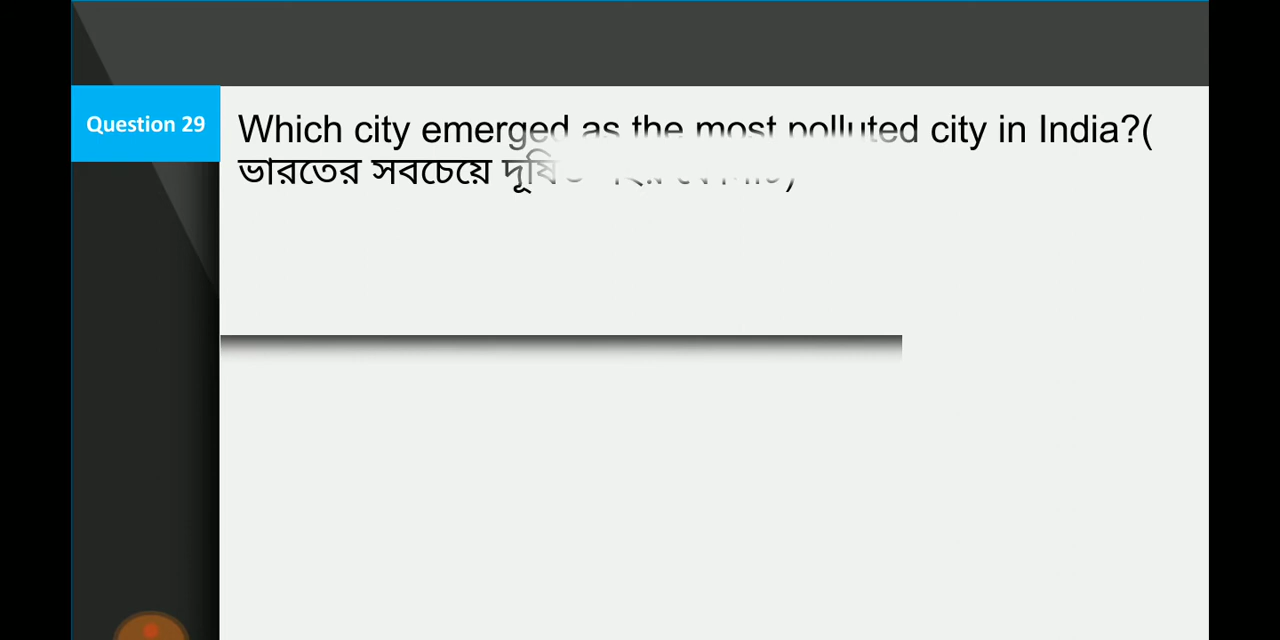 Question 29
Which city emerged as the most polluted city in India?(
ভারতের সবচেয়ে